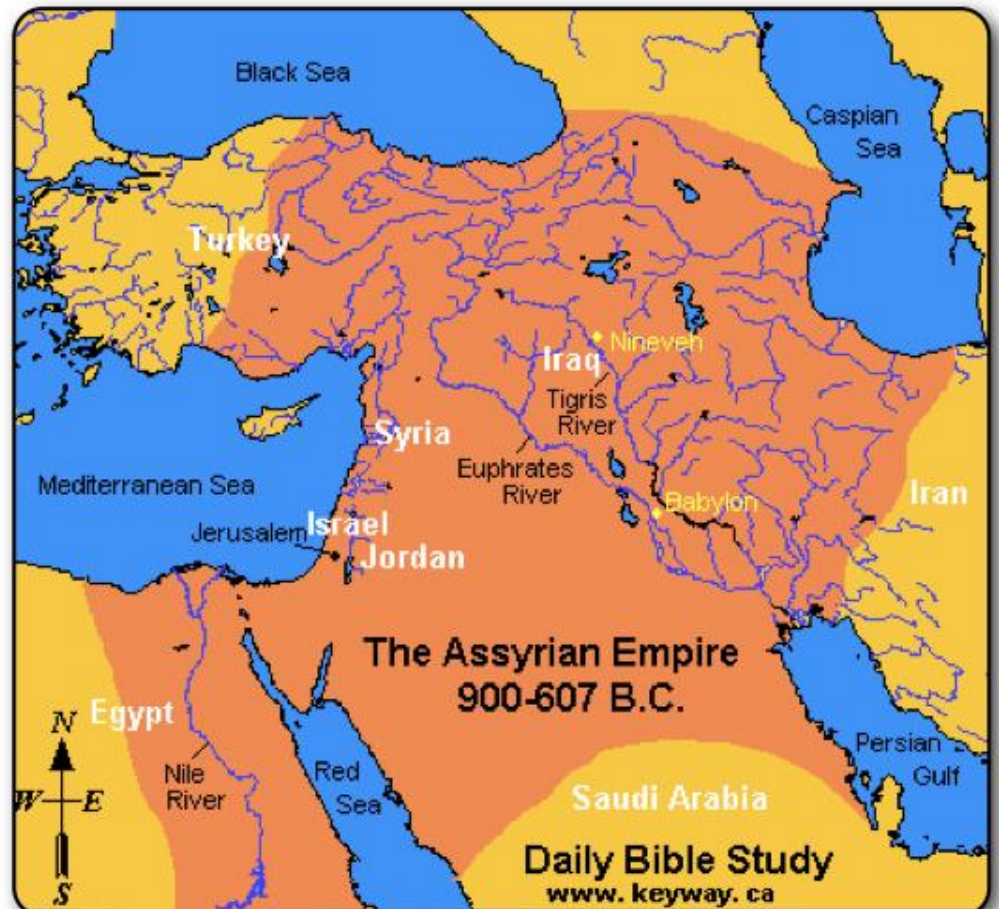 Black Sea
Caspian
Sea
Turkey
Nineveh
Iraq
Tigris
River
Syria
Euphrates
River
Mediterranean Sea
Iran
Babylon
Israel
Jerusalem
Jordan
The Assyrian Empire
900-607 B.C.
Egypt
N
W
E
S
Nile
River
Red
Sea
Persian
Gulf
Saudi Arabia
Daily Bible Study
www. keyway. ca